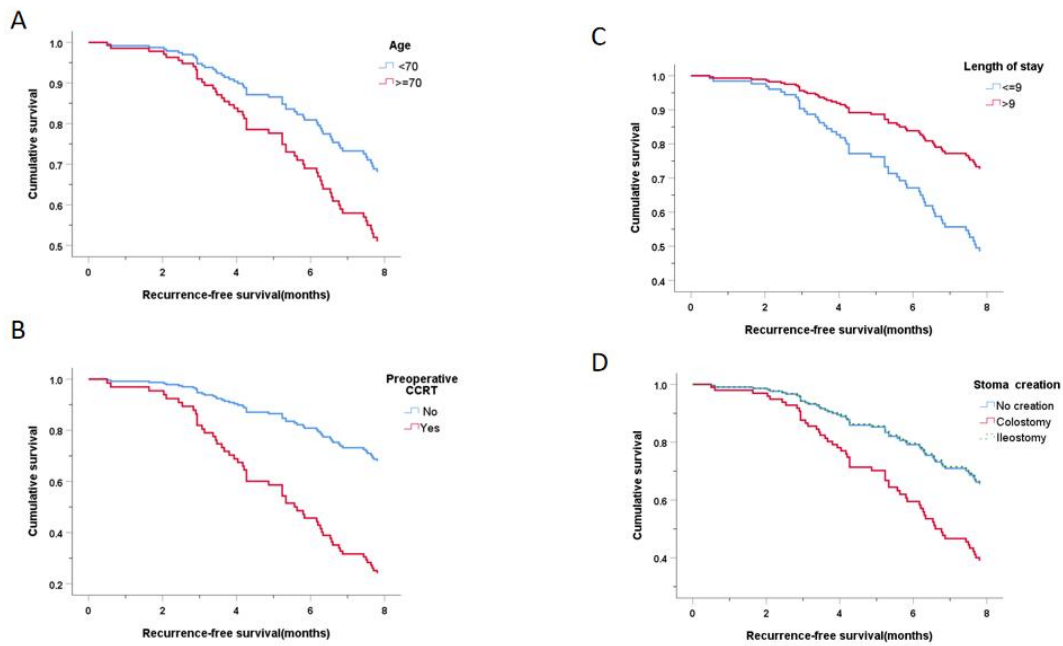 A
Age
<70
>=70
1.0
0.9
0.8
0.7
0.6
0.5
Cumulative survival
0 2 4 6 8
Recurrence-free survival(months)
B
Preoperative
CCRT
No
Yes
1.0
0.8
0.6
0.4
0.2
Cumulative survival
0 2 4 6 8
Recurrence-free survival(months)
C
Length of stay
<=9
>9
1.0
0.9
0.8
0.7
0.6
0.5
0.4
Cumulative survival
0 2 4 6 8
Recurrence-free survival(months)
D
Stoma creation
No creation
Colostomy
Ileostomy
1.0
0.8
0.6
0.4
Cumulative survival
0 2 4 6 8
Recurrence-free survival(months)